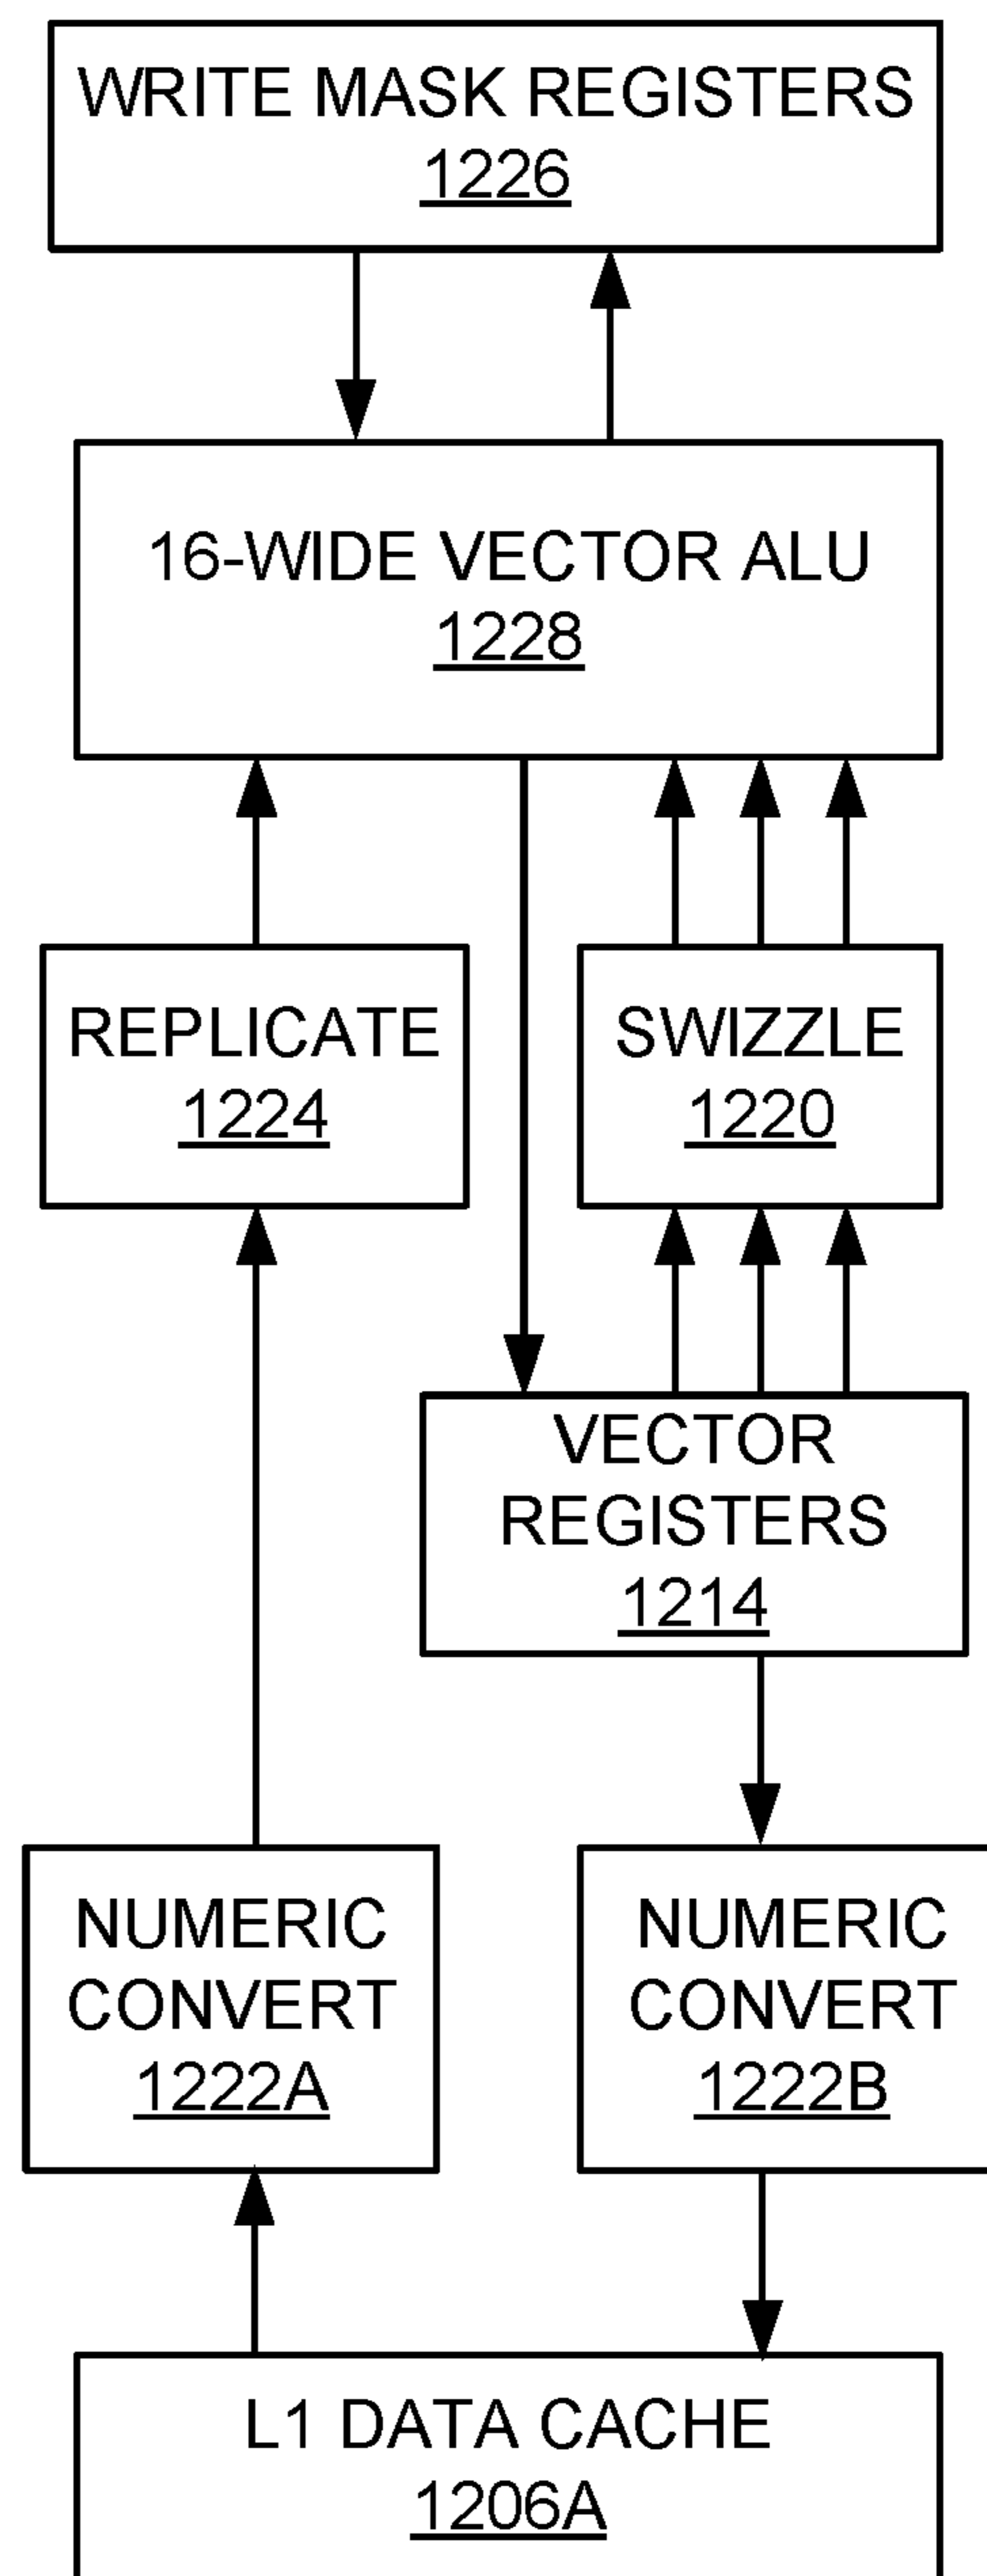 WRITE MASK REGISTERS
1226
16-WIDE VECTOR ALU
1228
REPLICATE
1224
SWIZZLE
1220
VECTOR
REGISTERS
1214
NUMERIC
CONVERT
1222A
NUMERIC
CONVERT
1222B
L1 DATA CACHE
1206A